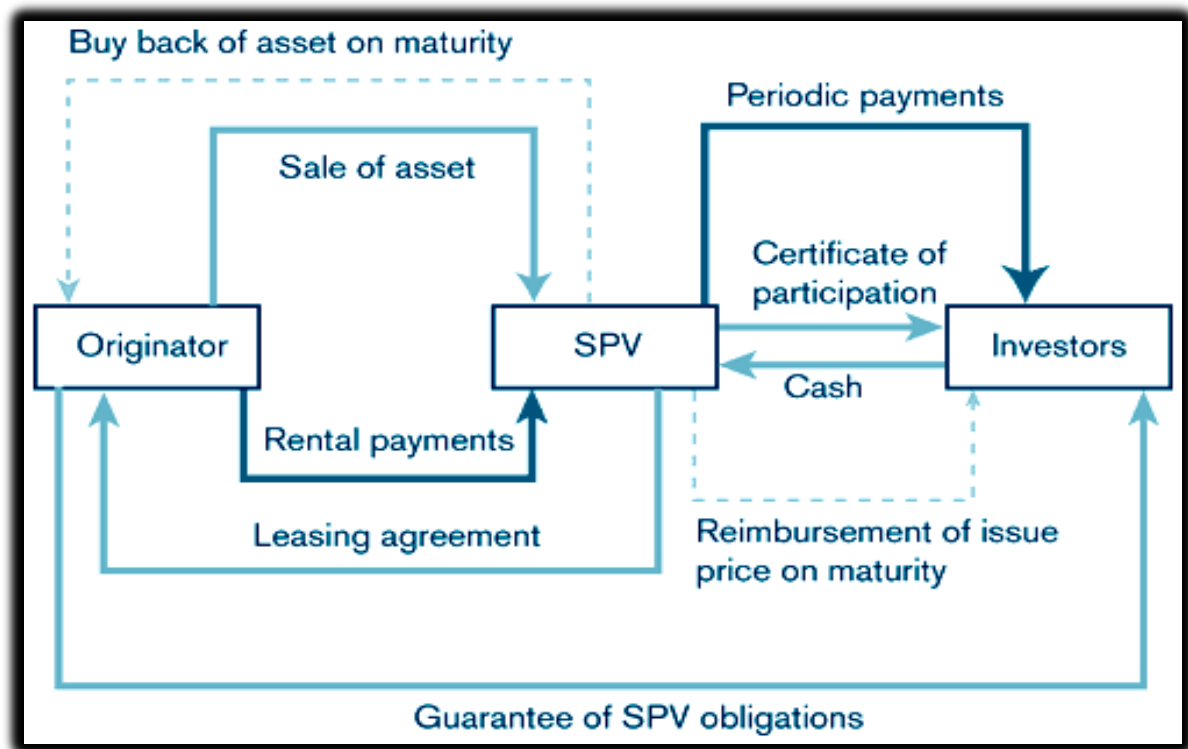 Buy back of asset on maturity
Periodic payments
Sale of asset
Certificate of
participation
Originator
SPV
Investors
Cash
Rental payments
Leasing agreement
Reimbursement of issue
price on maturity
Guarantee of SPV obligations